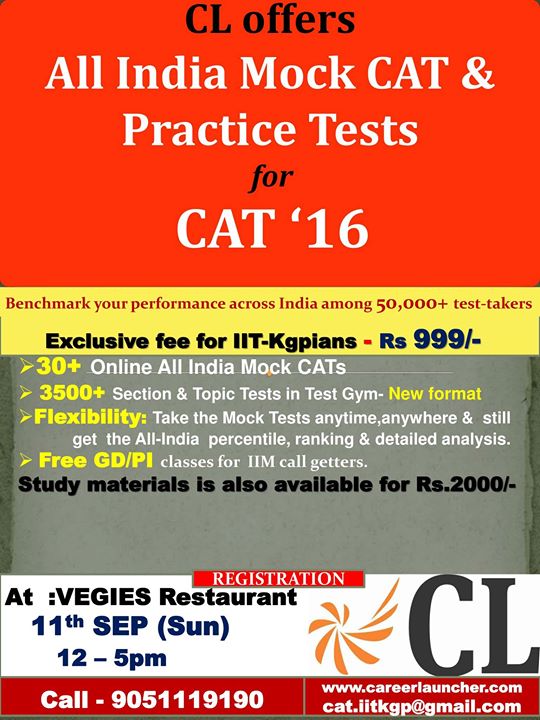 CL offers
All India Mock CAT &
Practice Tests
for
CAT ‘16
Benchmark your performance across India among 50,000+ test-takers
Exclusive fee for IIT-Kgpians - Rs 999/-
➢30+ Online All India Mock CATs
➢ 3500+ Section & Topic Tests in Test Gym- New format
➢Flexibility: Take the Mock Tests anytime,anywhere & still
get the All-India percentile, ranking & detailed analysis.
➢ Free GD/PI classes for IIM call getters.
Study materials is also available for Rs.2000/-
REGISTRATION
At :VEGIES Restaurant
11th SEP (Sun)
12 – 5pm
CL
Call - 9051119190
www.careerlauncher.com
cat.iitkgp@gmail.com